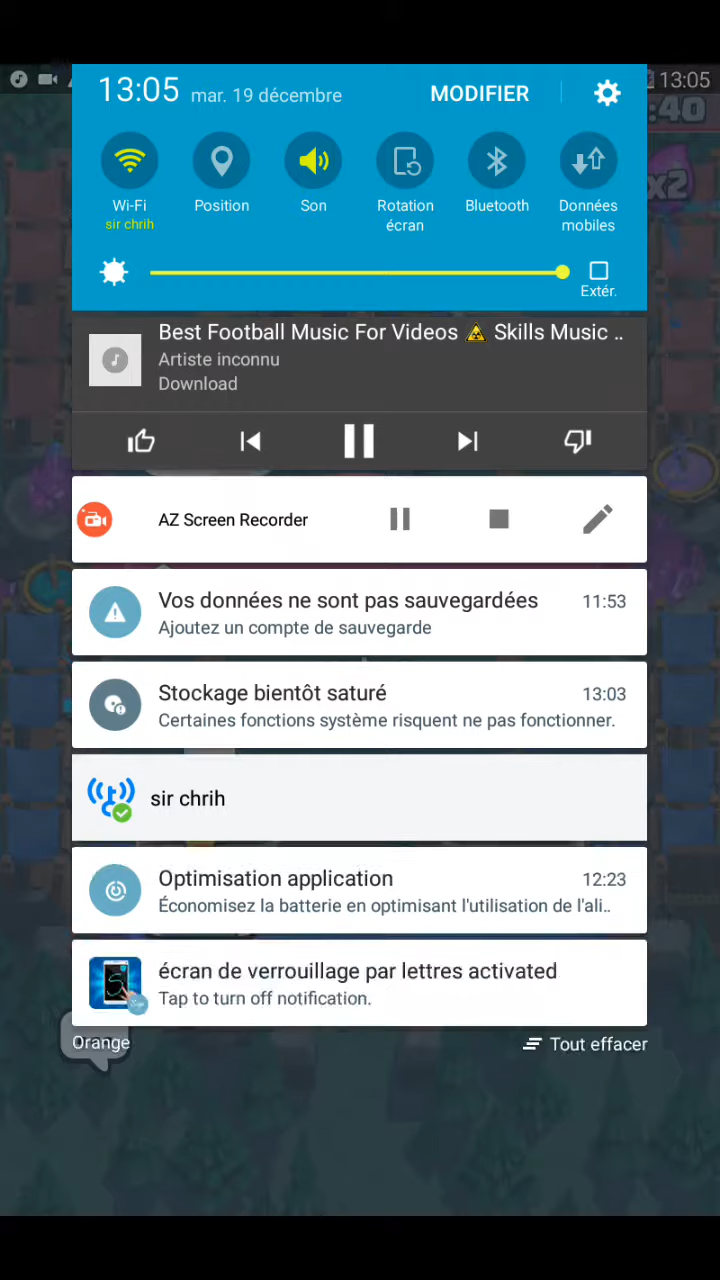 13:05
:40
x2
13:05 mar. 19 décembre MODIFIER
Wi-Fi
sir chrih
Position
Son
Rotation
écran
Bluetooth
Données
mobiles
Extér.
Best Football Music For Videos ☢ Skills Music ..
Artiste inconnu
Download
AZ Screen Recorder
Vos données ne sont pas sauvegardées 11:53
Ajoutez un compte de sauvegarde
Stockage bientôt saturé 13:03
Certaines fonctions système risquent ne pas fonctionner.
sir chrih
Optimisation application 12:23
Économisez la batterie en optimisant l'utilisation de l'ali..
écran de verrouillage par lettres activated
Tap to turn off notification.
Orange
Tout effacer